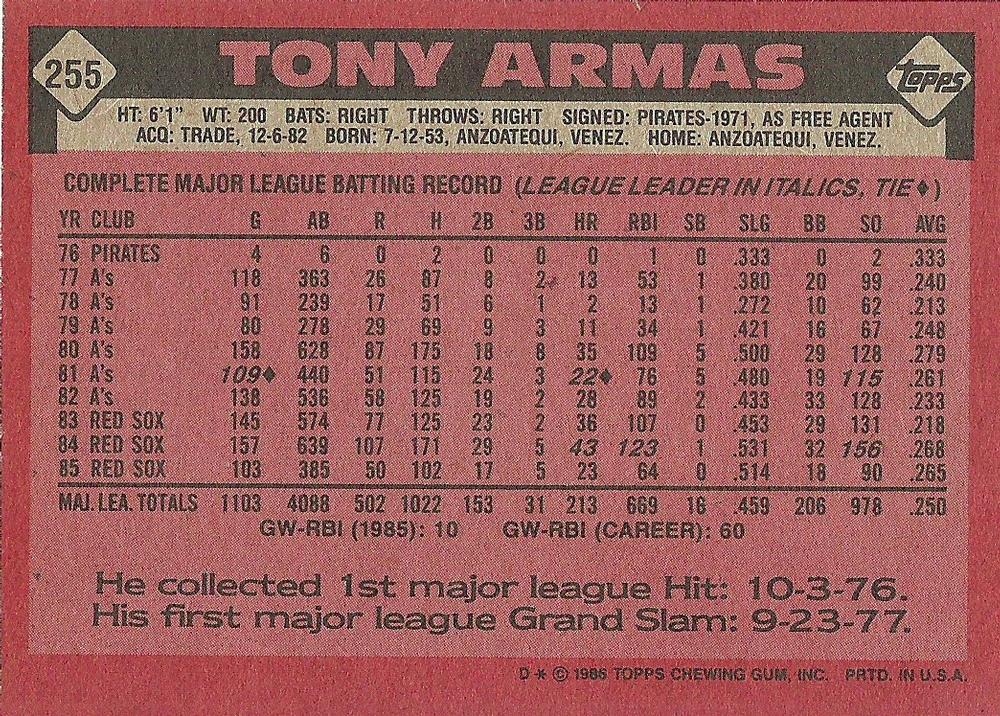 255 TONY ARMAS Topps
HT: 6'1" WT: 200 BATS: RIGHT THROWS: RIGHT SIGNED: PIRATES-1971, AS FREE AGENT
ACQ: TRADE, 12-6-82 BORN: 7-12-53, ANZOATEQUI, VENEZ. HOME: ANZOATEQUI, VENEZ.
COMPLETE MAJOR LEAGUE BATTING RECORD (LEAGUE LEADER IN ITALICS, TIE♦)
YR CLUB G AB R H 2B 3B HR RBI SB SLG BB SO AVG
76 PIRATES 4 6 0 2 0 0 0 1 0 .333 0 2 .333
77 A's 118 363 26 87 8 2 13 53 1 .380 20 99 .240
78 A's 91 239 17 51 6 1 2 13 1 .272 10 62 .213
79 A's 80 278 29 69 9 3 11 34 1 .421 16 67 .248
80 A's 158 628 87 175 18 8 35 109 5 .500 29 128 .279
81 A's 109♦ 440 51 115 24 3 22♦ 76 5 .480 19 115 .261
82 A's 138 536 58 125 19 2 28 89 2 .433 33 128 .233
83 RED SOX 145 574 77 125 23 2 36 107 0 .453 29 131 .218
84 RED SOX 157 639 107 171 29 5 43 123 1 .531 32 156 .268
85 RED SOX 103 385 50 102 17 5 23 64 0 .514 18 90 .265
MAJ. LEA. TOTALS 1103 4088 502 1022 153 31 213 669 16 .459 206 978 .250
GW-RBI (1985): 10 GW-RBI (CAREER): 60
He collected 1st major league Hit: 10-3-76.
His first major league Grand Slam: 9-23-77.
D * © 1986 TOPPS CHEWING GUM, INC. PRTD. IN U.S.A.